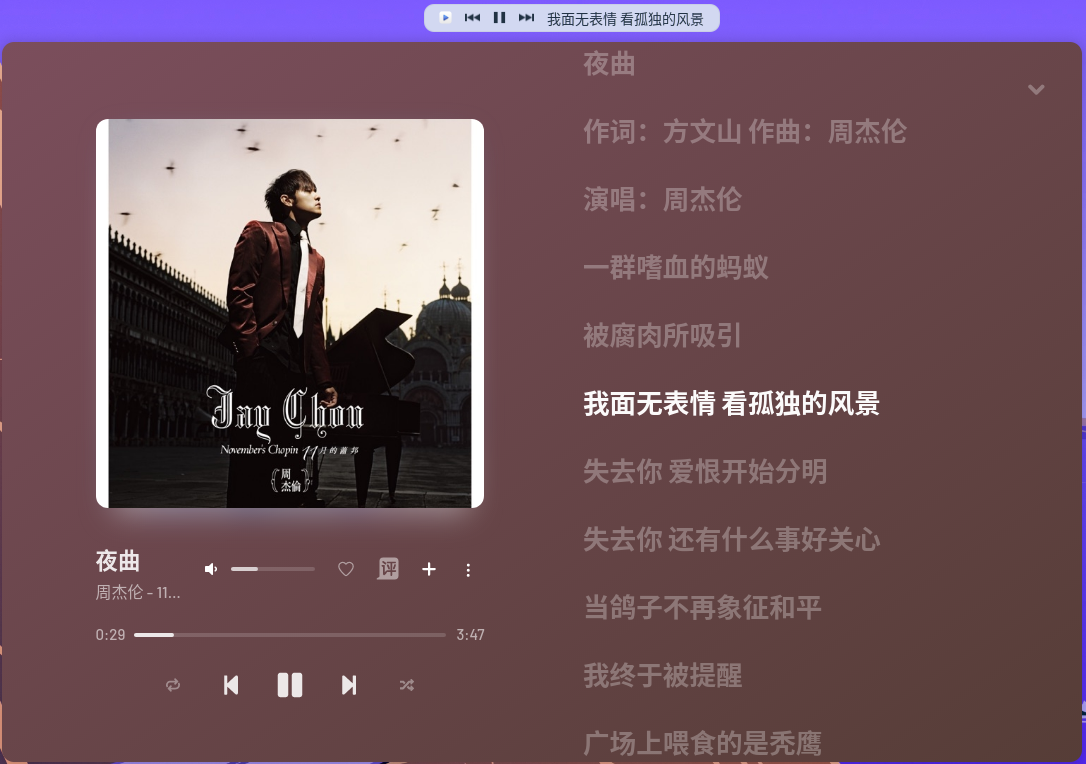 我面无表情 看孤独的风景
夜曲
作词：方文山 作曲：周杰伦
演唱：周杰伦
一群嗜血的蚂蚁
被腐肉所吸引
我面无表情 看孤独的风景
失去你 爱恨开始分明
失去你 还有什么事好关心
当鸽子不再象征和平
我终于被提醒
广场上喂食的是秃鹰
Jay Chou
November's Chopin 11月的蕭邦
周
杰倫
夜曲
评
周杰伦 - 11...
0:29
3:47